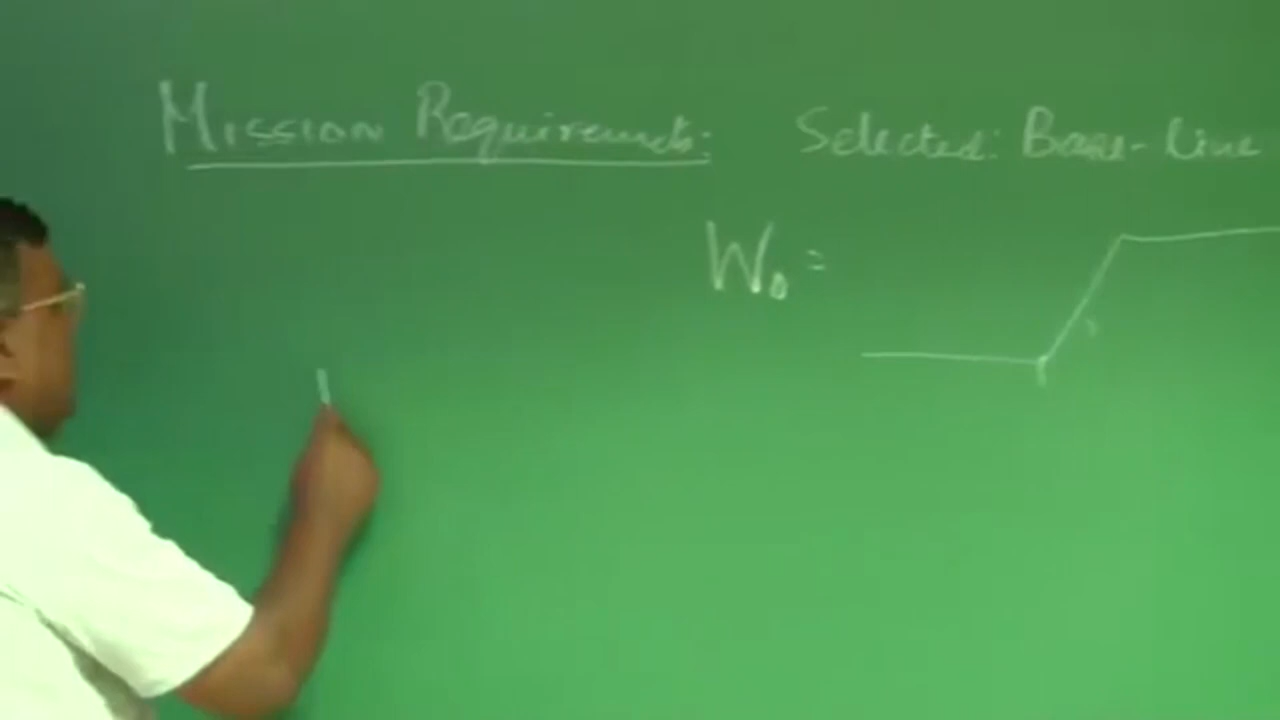 Mission Requirements: Selected: Base-line
W₀ =